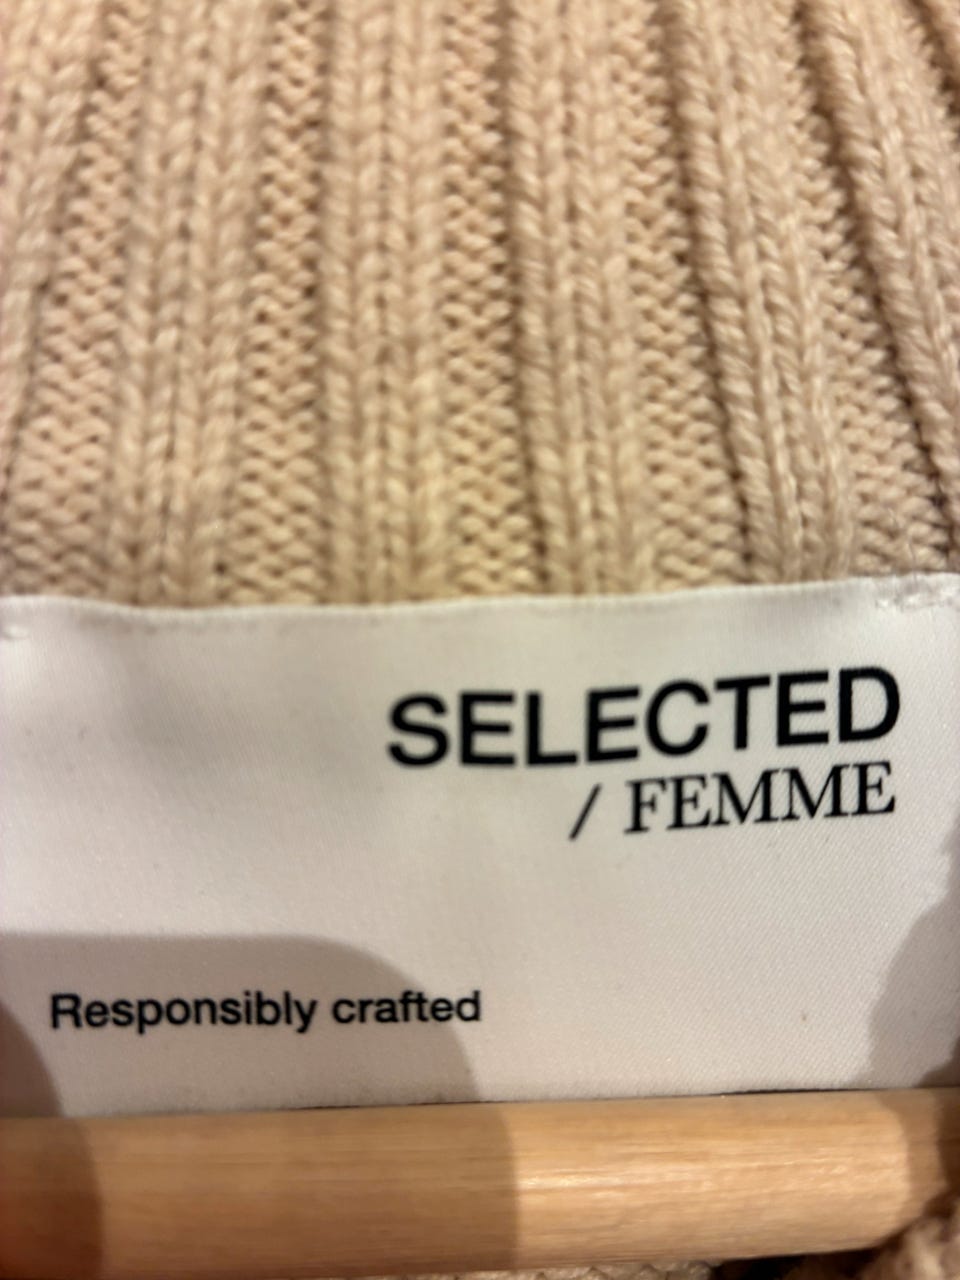 SELECTED
/ FEMME
Responsibly crafted